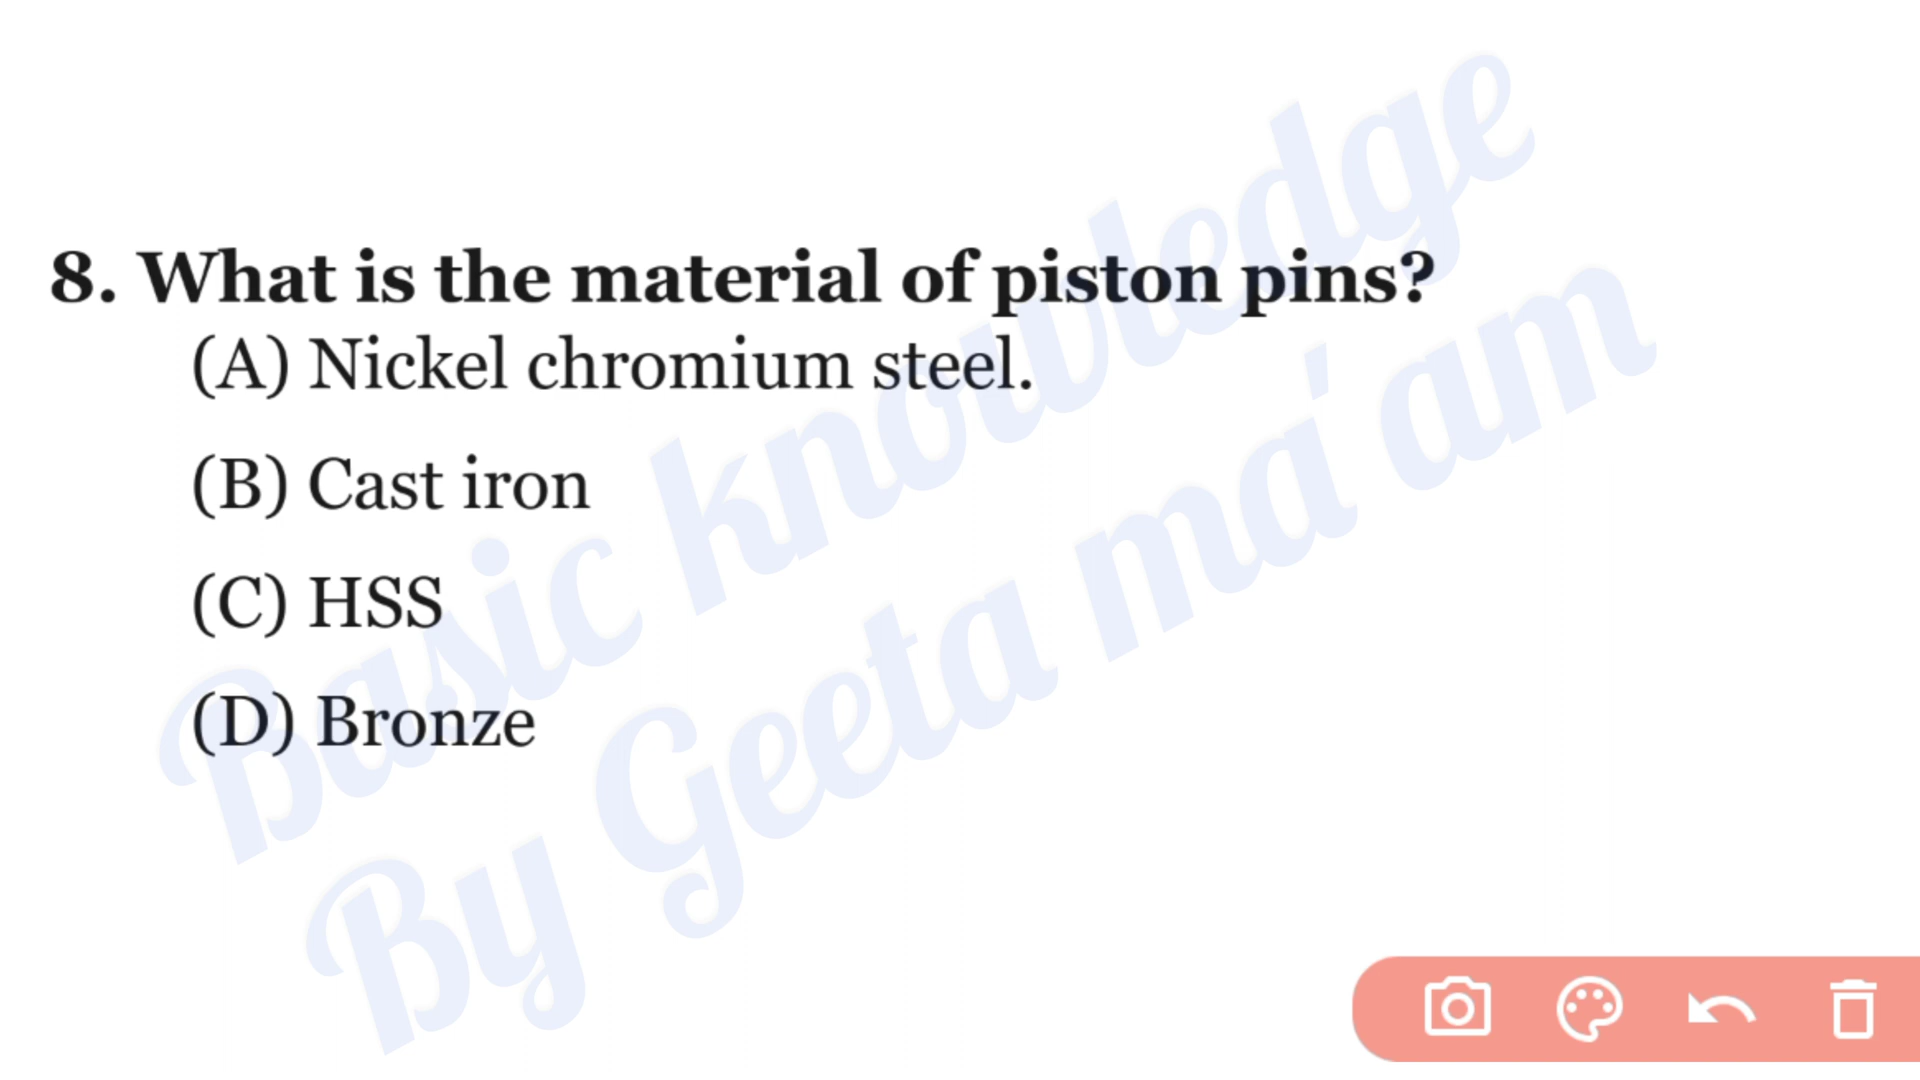 8. What is the material of piston pins?
(A) Nickel chromium steel.
(B) Cast iron
(C) HSS
(D) Bronze
Basic knowledge
By Geeta ma'am